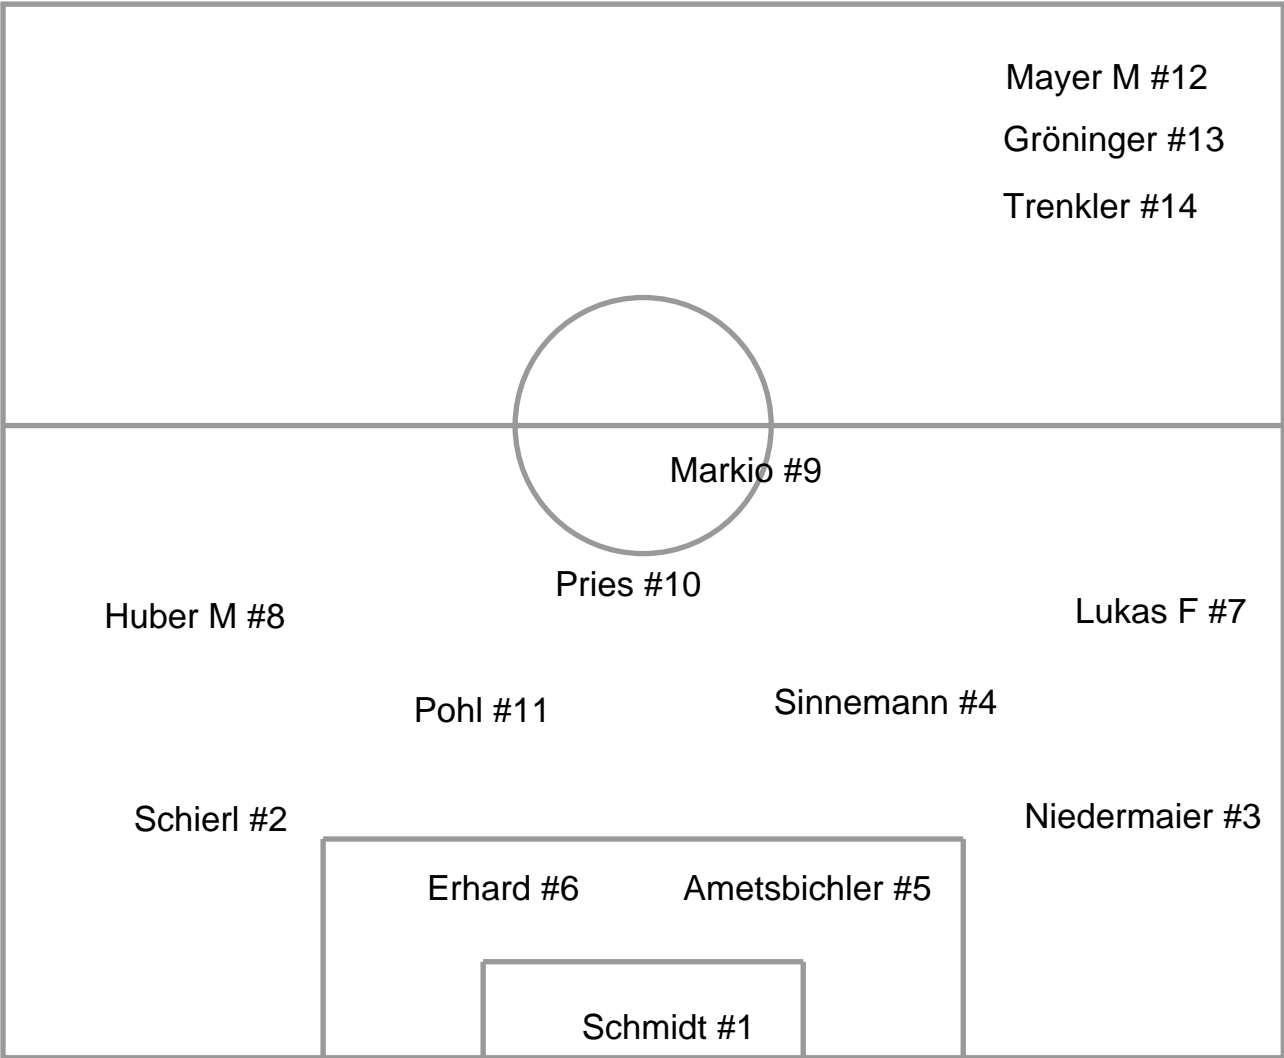 Mayer M #12
Gröninger #13
Trenkler #14
Markio #9
Pries #10
Huber M #8
Lukas F #7
Pohl #11
Sinnemann #4
Schierl #2
Niedermaier #3
Erhard #6
Ametsbichler #5
Schmidt #1